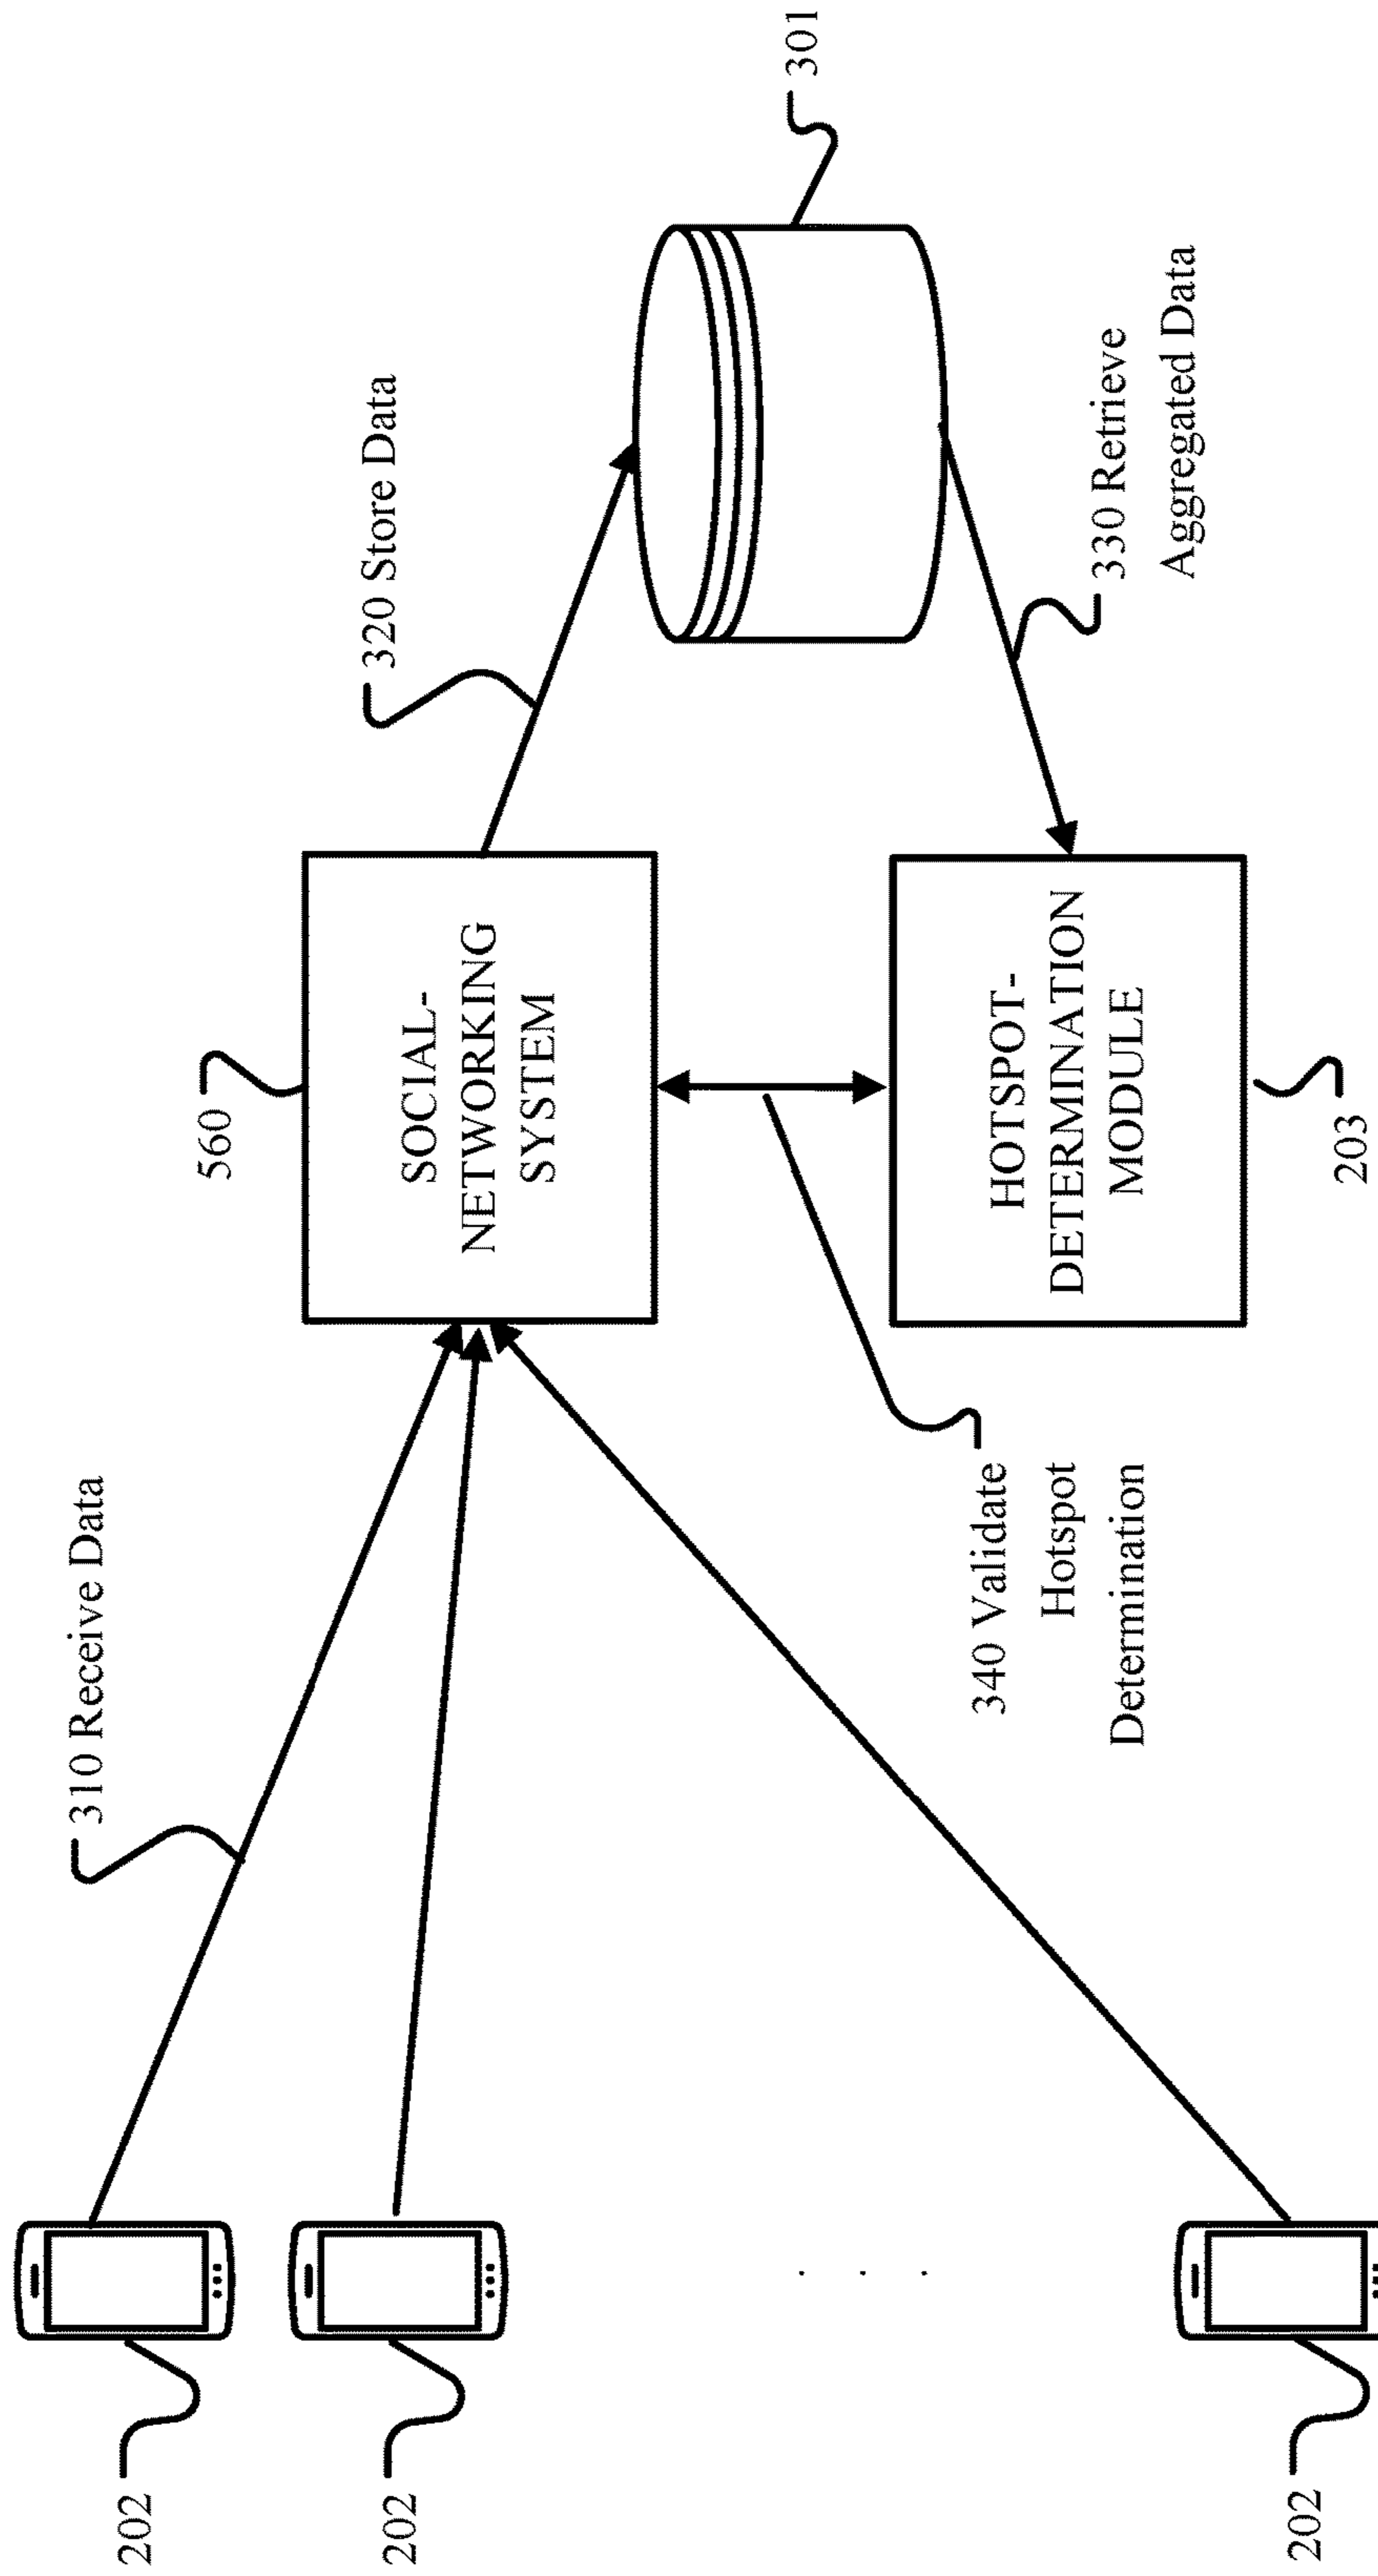 202
202
202
310 Receive Data
560
SOCIAL-
NETWORKING
SYSTEM
320 Store Data
301
340 Validate
Hotspot
Determination
HOTSPOT-
DETERMINATION
MODULE
203
330 Retrieve
Aggregated Data